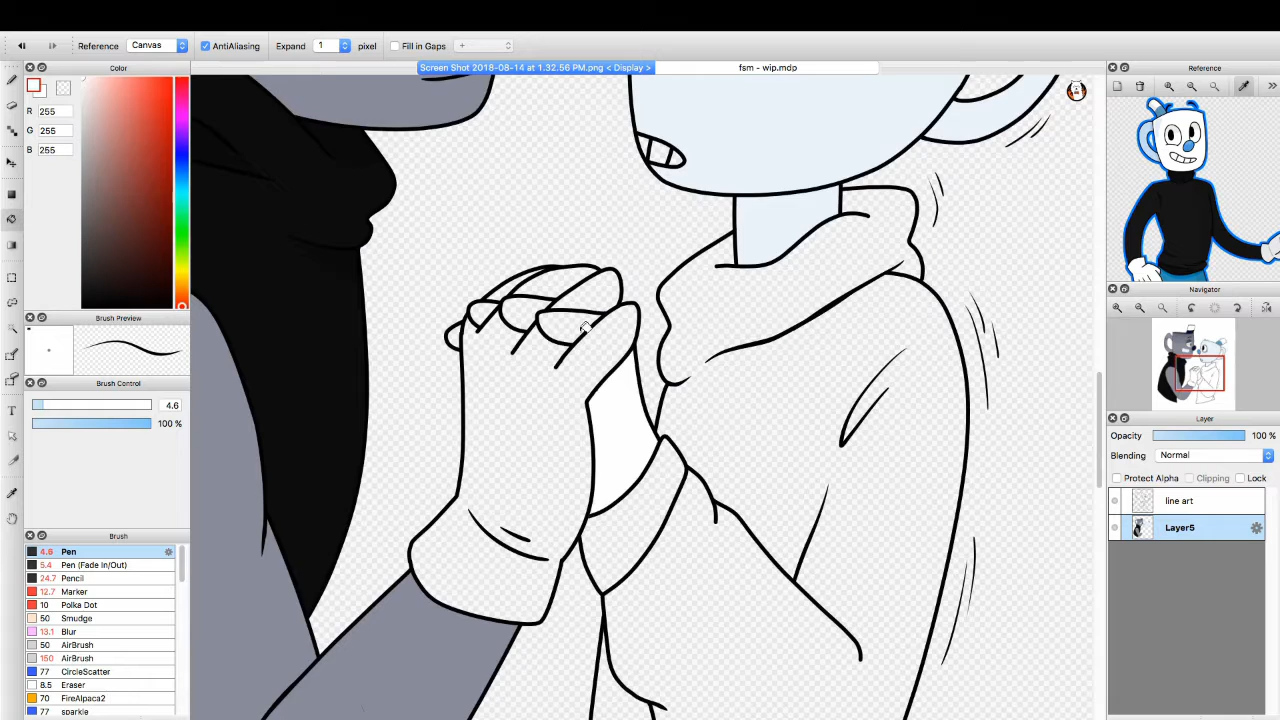 Reference Canvas AntiAliasing Expand 1 pixel Fill in Gaps +
Color
Screen Shot 2018-08-14 at 1.32.56 PM.png < Display > fsm - wip.mdp
Reference
R 255
G 255
B 255
Brush Preview
Brush Control
4.6
100 %
Navigator
Layer
Opacity 100 %
Blending Normal
Protect Alpha Clipping Lock
line art
Layer5
Brush
4.6 Pen
5.4 Pen (Fade In/Out)
24.7 Pencil
12.7 Marker
10 Polka Dot
50 Smudge
13.1 Blur
50 AirBrush
150 AirBrush
77 CircleScatter
8.5 Eraser
70 FireAlpaca2
77 sparkle